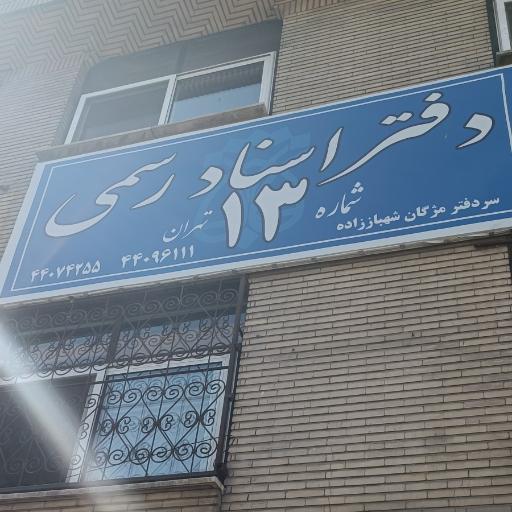 دفتر اسناد رسمی
شماره ۱۳ تهران
سردفتر مژگان شهباززاده
۴۴۰۹۶۱۱۱ ۴۴۰۷۴۲۵۵